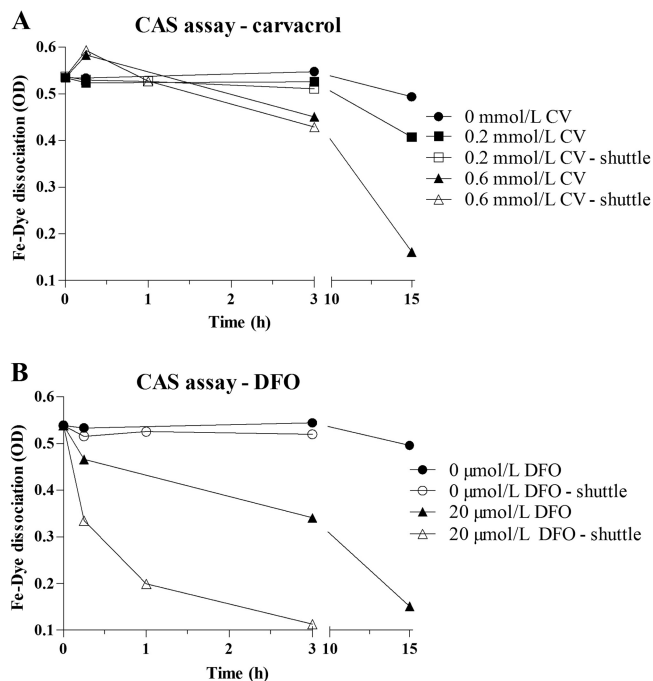 A
CAS assay - carvacrol
0.6
0.5
0.4
0.3
0.2
0.1
Fe-Dye dissociation (OD)
0 1 2 3 10 15
Time (h)
0 mmol/L CV
0.2 mmol/L CV
0.2 mmol/L CV - shuttle
0.6 mmol/L CV
0.6 mmol/L CV - shuttle
B
CAS assay - DFO
0.6
0.5
0.4
0.3
0.2
0.1
Fe-Dye dissociation (OD)
0 1 2 3 10 15
Time (h)
0 µmol/L DFO
0 µmol/L DFO - shuttle
20 µmol/L DFO
20 µmol/L DFO - shuttle